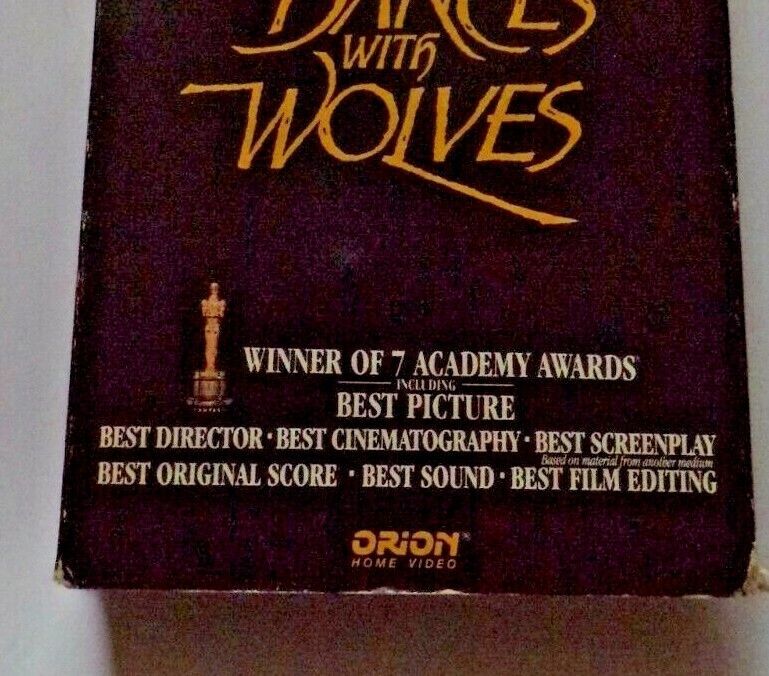 DANCES
WITH
WOLVES
WINNER OF 7 ACADEMY AWARDS®
INCLUDING
BEST PICTURE
BEST DIRECTOR · BEST CINEMATOGRAPHY · BEST SCREENPLAY
Based on material from another medium
BEST ORIGINAL SCORE · BEST SOUND · BEST FILM EDITING
ORION®
HOME VIDEO